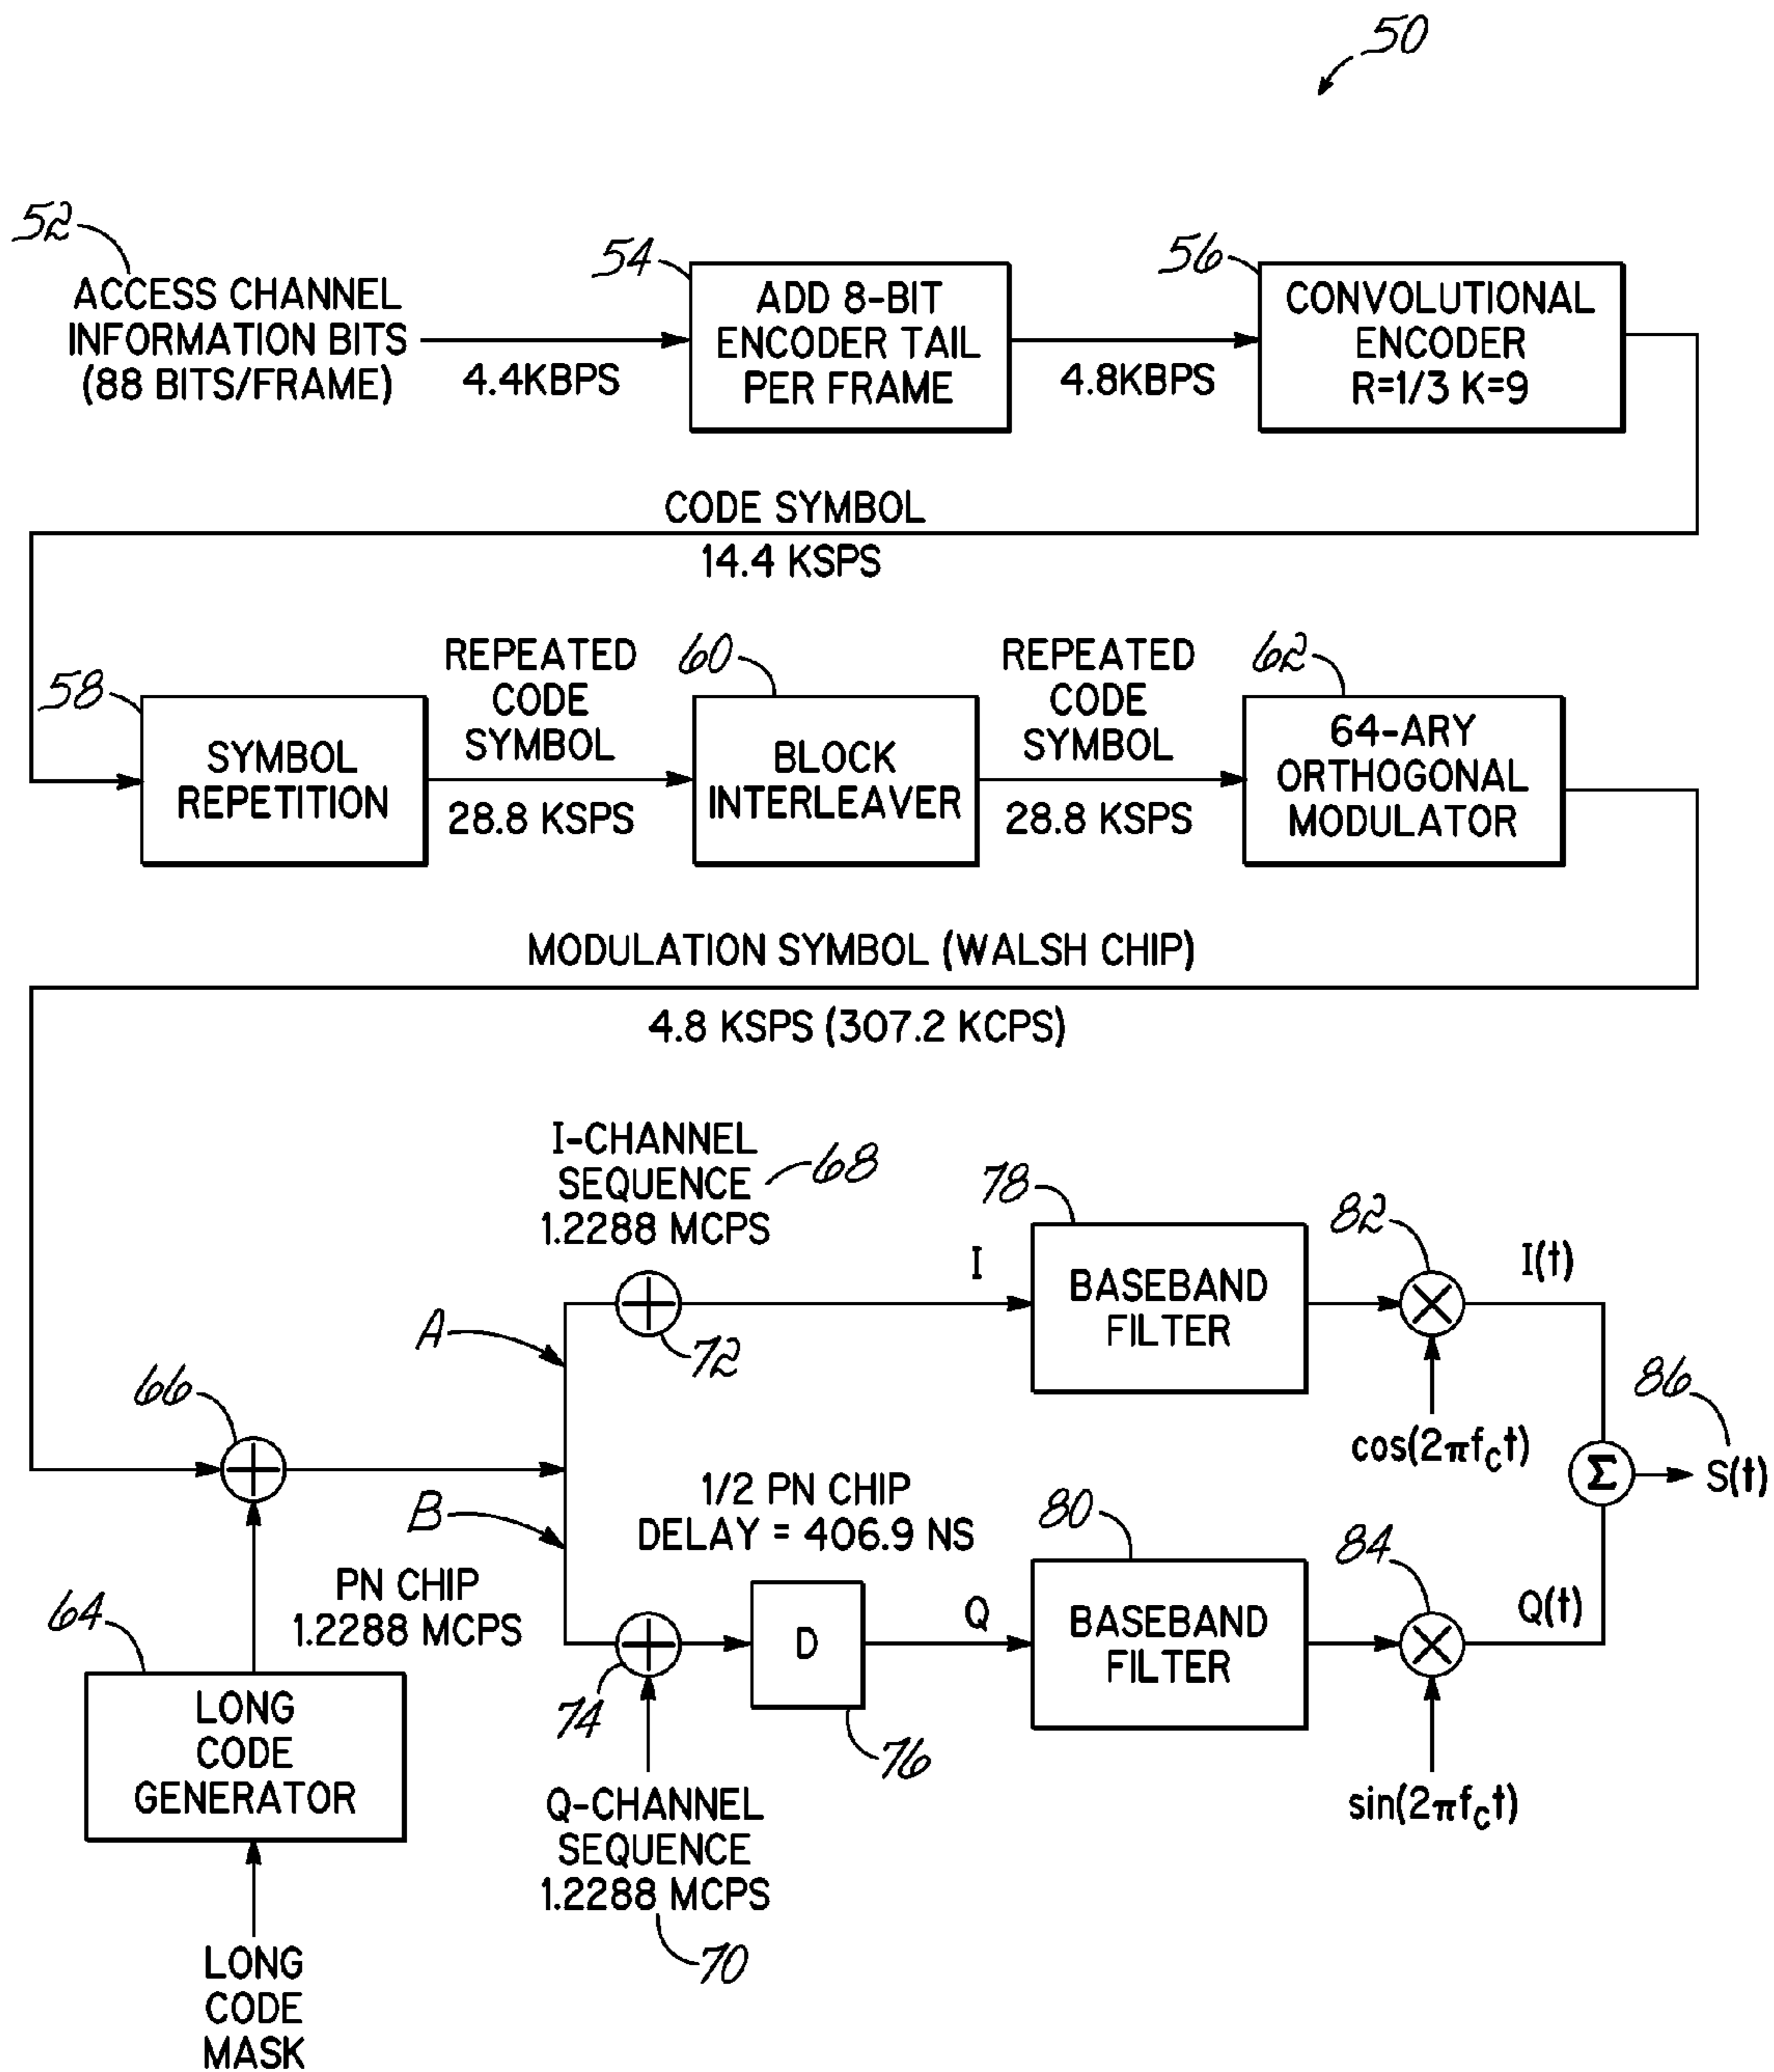 50
52
ACCESS CHANNEL
INFORMATION BITS
(88 BITS/FRAME)
4.4KBPS
54
ADD 8-BIT
ENCODER TAIL
PER FRAME
4.8KBPS
56
CONVOLUTIONAL
ENCODER
R=1/3 K=9
CODE SYMBOL
14.4 KSPS
58
SYMBOL
REPETITION
REPEATED
CODE
SYMBOL
28.8 KSPS
60
BLOCK
INTERLEAVER
REPEATED
CODE
SYMBOL
28.8 KSPS
62
64-ARY
ORTHOGONAL
MODULATOR
MODULATION SYMBOL (WALSH CHIP)
4.8 KSPS (307.2 KCPS)
I-CHANNEL
SEQUENCE
1.2288 MCPS
68
72
A
I
78
BASEBAND
FILTER
82
I(t)
cos(2πfct)
66
B
1/2 PN CHIP
DELAY = 406.9 NS
80
BASEBAND
FILTER
84
Q(t)
86
Σ
S(t)
64
PN CHIP
1.2288 MCPS
LONG
CODE
GENERATOR
74
D
76
Q
sin(2πfct)
Q-CHANNEL
SEQUENCE
1.2288 MCPS
70
LONG
CODE
MASK